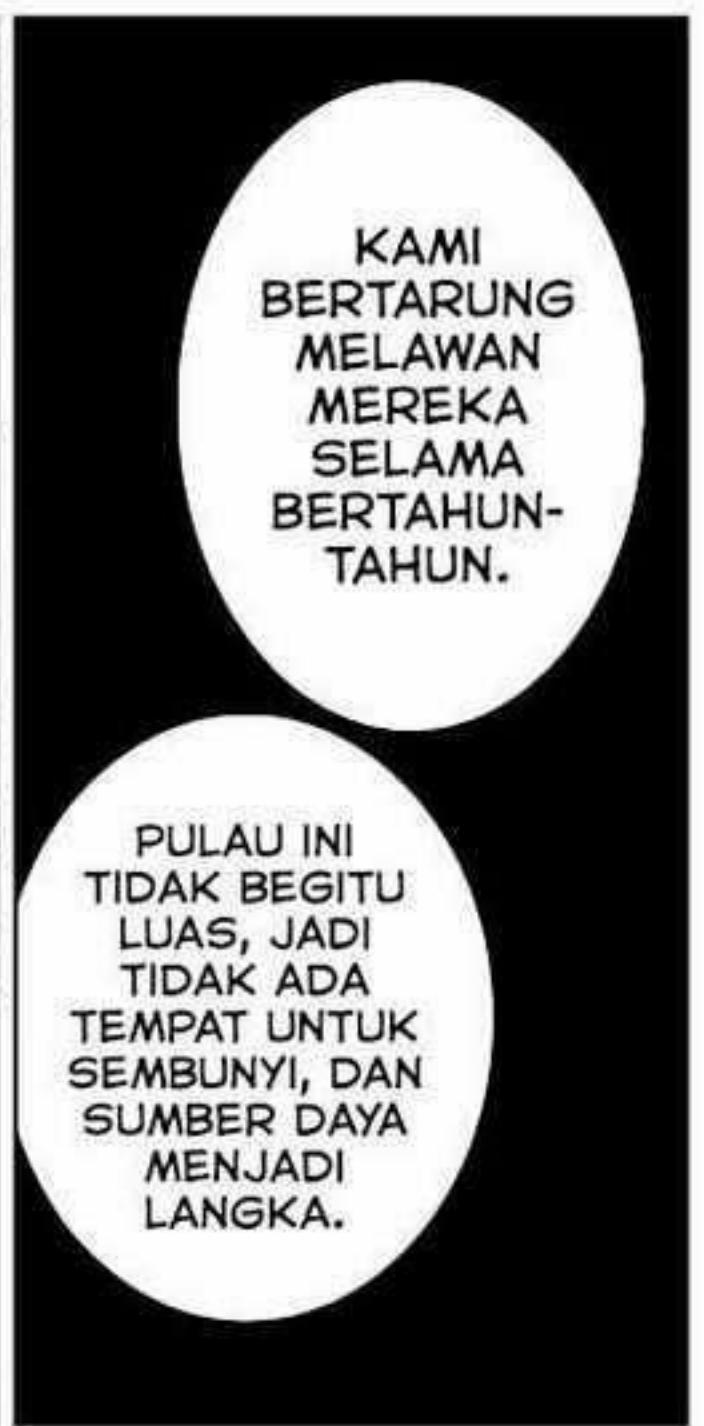 KAMI
BERTARUNG
MELAWAN
MEREKA
SELAMA
BERTAHUN-
TAHUN.
PULAU INI
TIDAK BEGITU
LUAS, JADI
TIDAK ADA
TEMPAT UNTUK
SEMBUNYI, DAN
SUMBER DAYA
MENJADI
LANGKA.